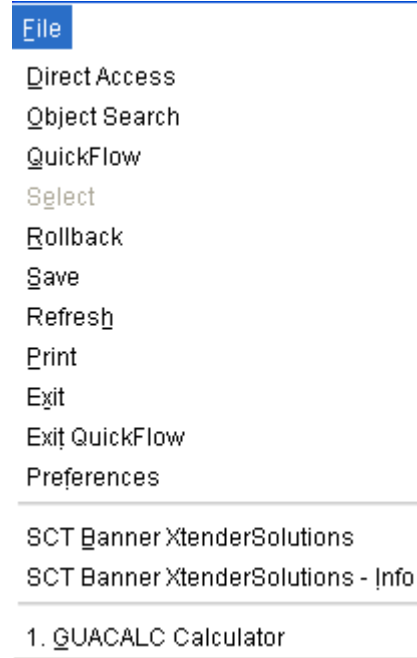 File
Direct Access
Object Search
QuickFlow
Select
Rollback
Save
Refresh
Print
Exit
Exit QuickFlow
Preferences
SCT Banner XtenderSolutions
SCT Banner XtenderSolutions - Info
1. GUACALC Calculator